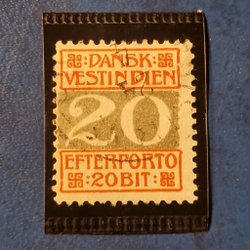 DANSK
VESTINDIEN
20
EFTERPORTO
20 BIT